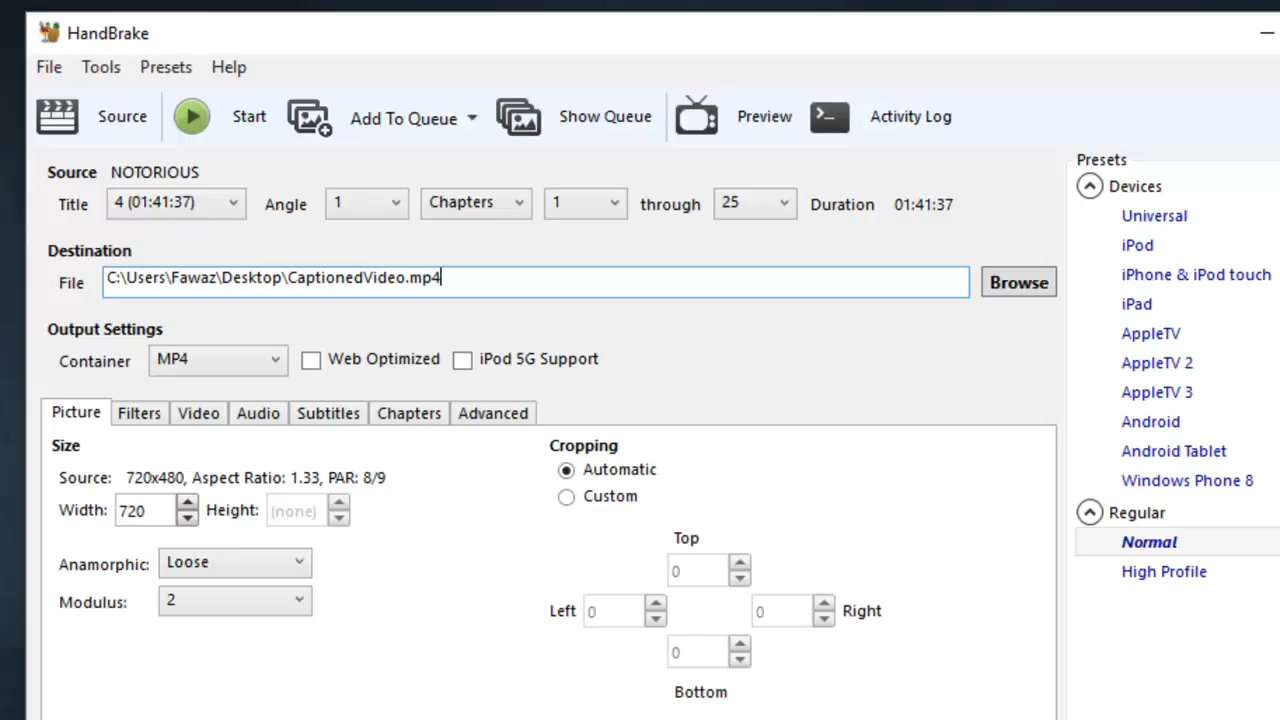 HandBrake
File Tools Presets Help
Source Start Add To Queue Show Queue Preview Activity Log
Source NOTORIOUS
Title 4 (01:41:37) Angle 1 Chapters 1 through 25 Duration 01:41:37
Destination
File C:\Users\Fawaz\Desktop\CaptionedVideo.mp4 Browse
Output Settings
Container MP4 Web Optimized iPod 5G Support
Picture Filters Video Audio Subtitles Chapters Advanced
Size
Source: 720x480, Aspect Ratio: 1.33, PAR: 8/9
Width: 720 Height: (none)
Anamorphic: Loose
Modulus: 2
Cropping
Automatic
Custom
Top
0
Left 0 0 Right
0
Bottom
Presets
Devices
Universal
iPod
iPhone & iPod touch
iPad
AppleTV
AppleTV 2
AppleTV 3
Android
Android Tablet
Windows Phone 8
Regular
Normal
High Profile